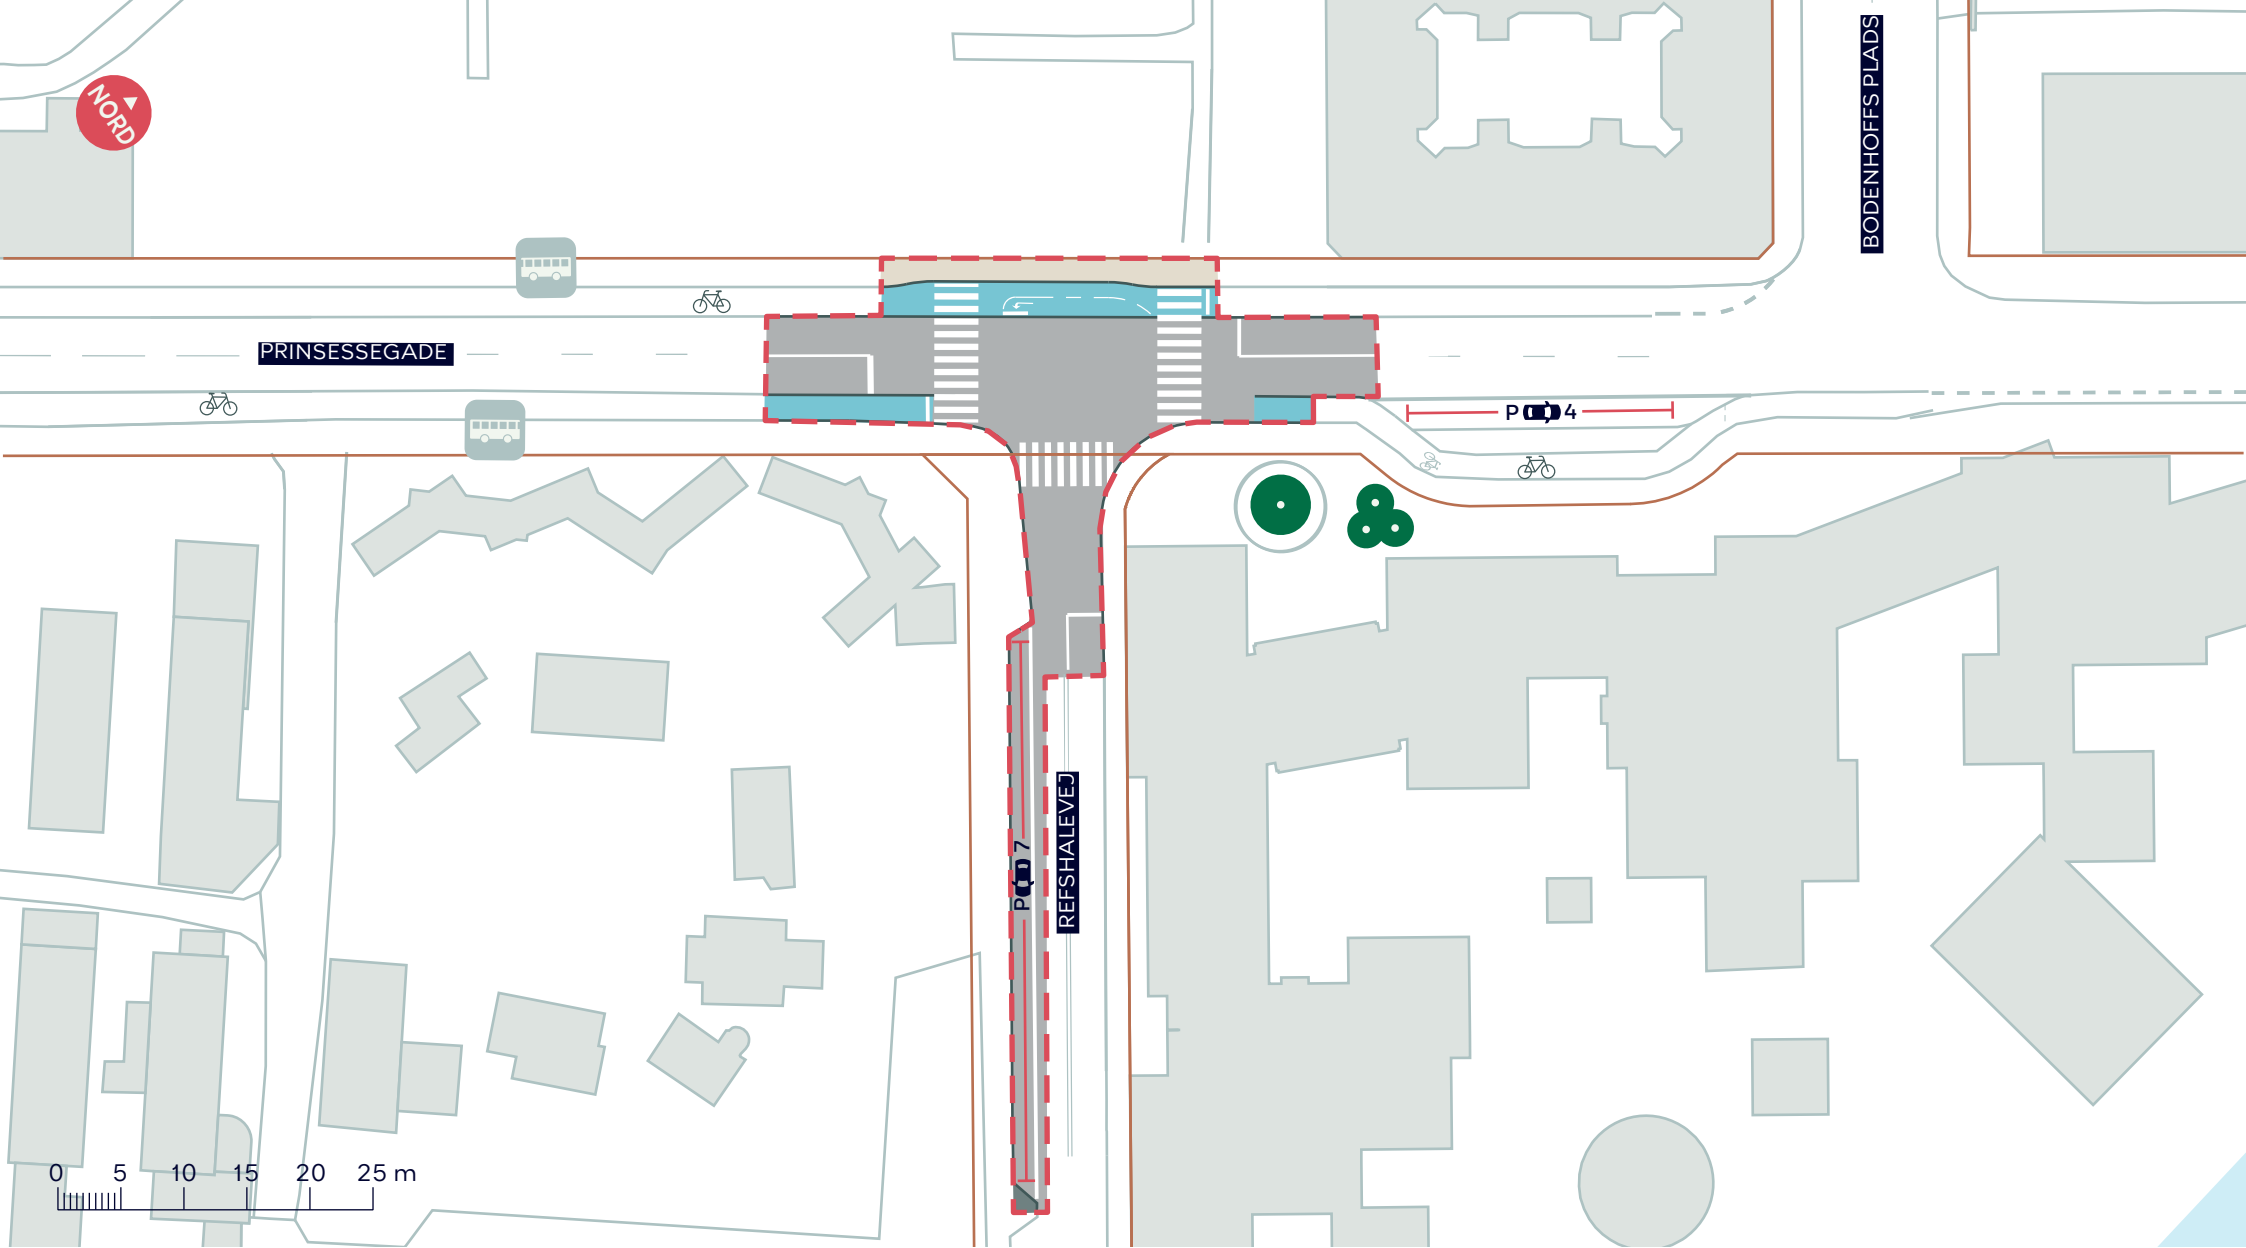 NORD
BODENHOFFS PLADS
PRINSESSEGADE
P 4
P 7
REFSHALEVEJ
0 5 10 15 20 25 m